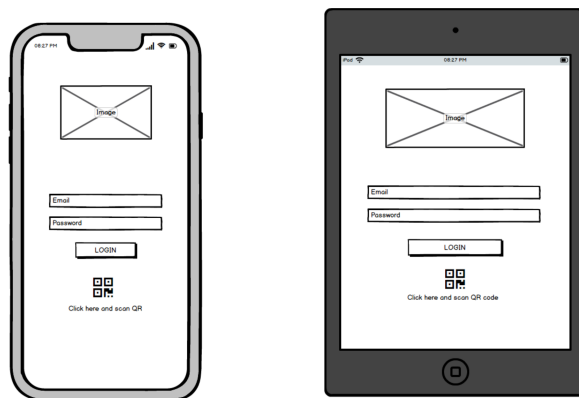 08:27 PM
Image
Email
Password
LOGIN
Click here and scan QR
iPad
08:27 PM
Image
Email
Password
LOGIN
Click here and scan QR code